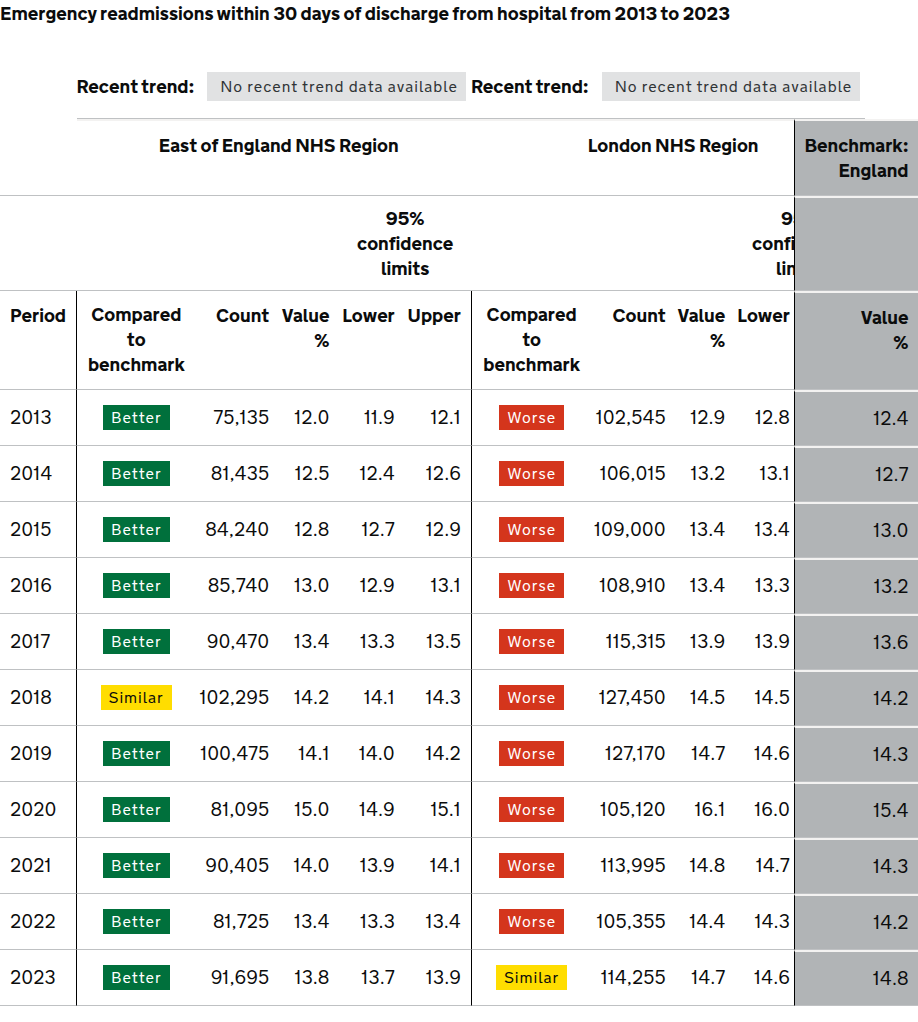 Emergency readmissions within 30 days of discharge from hospital from 2013 to 2023
Recent trend: No recent trend data available Recent trend: No recent trend data available
East of England NHS Region London NHS Region Benchmark:
England
95% 9
confidence confi
limits lin
Period Compared Count Value Lower Upper Compared Count Value Lower Value
to % to % %
benchmark benchmark
2013 Better 75,135 12.0 11.9 12.1 Worse 102,545 12.9 12.8 12.4
2014 Better 81,435 12.5 12.4 12.6 Worse 106,015 13.2 13.1 12.7
2015 Better 84,240 12.8 12.7 12.9 Worse 109,000 13.4 13.4 13.0
2016 Better 85,740 13.0 12.9 13.1 Worse 108,910 13.4 13.3 13.2
2017 Better 90,470 13.4 13.3 13.5 Worse 115,315 13.9 13.9 13.6
2018 Similar 102,295 14.2 14.1 14.3 Worse 127,450 14.5 14.5 14.2
2019 Better 100,475 14.1 14.0 14.2 Worse 127,170 14.7 14.6 14.3
2020 Better 81,095 15.0 14.9 15.1 Worse 105,120 16.1 16.0 15.4
2021 Better 90,405 14.0 13.9 14.1 Worse 113,995 14.8 14.7 14.3
2022 Better 81,725 13.4 13.3 13.4 Worse 105,355 14.4 14.3 14.2
2023 Better 91,695 13.8 13.7 13.9 Similar 114,255 14.7 14.6 14.8